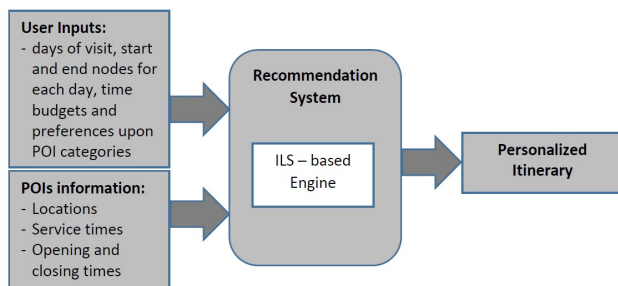 User Inputs:
- days of visit, start
and end nodes for
each day, time
budgets and
preferences upon
POI categories
POIs information:
- Locations
- Service times
- Opening and
closing times
Recommendation
System
ILS – based
Engine
Personalized
Itinerary